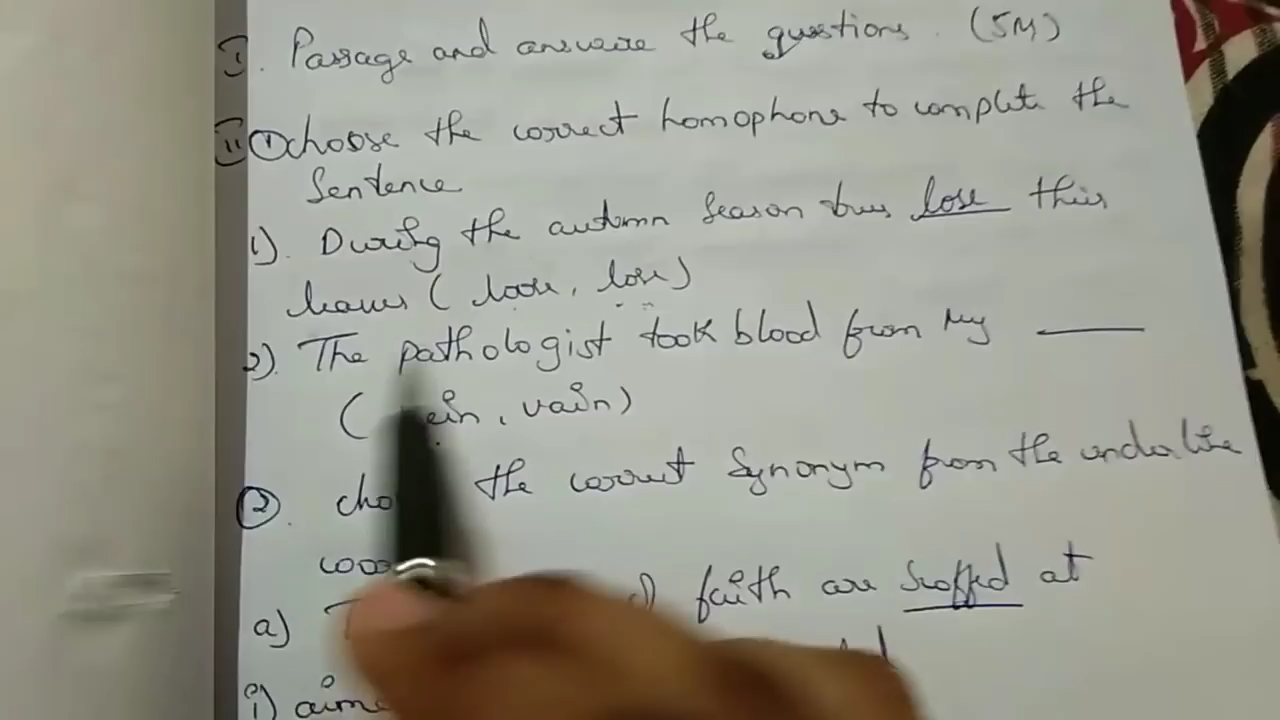 I. Passage and answere the questions. (5M)
II ① choose the correct homophone to complete the
Sentence
1). During the autumn Season trees lose their
leaves (loose, lose)
2). The pathologist took blood from my ____
( vain)
②. the correct Synonym from the underline
a) faith are Scoffed at
i)